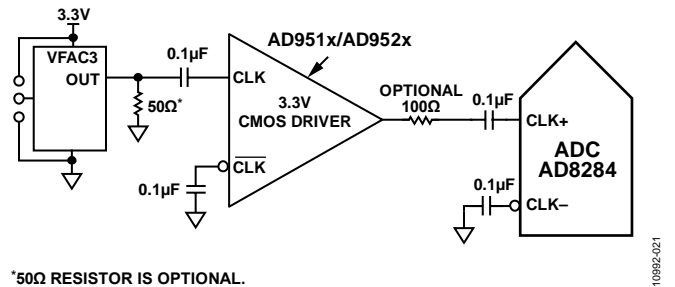 3.3V
VFAC3
OUT
0.1µF
50Ω*
AD951x/AD952x
CLK
3.3V
CMOS DRIVER
CLK
0.1µF
OPTIONAL
100Ω
0.1µF
CLK+
ADC
AD8284
0.1µF
CLK–
*50Ω RESISTOR IS OPTIONAL.
10992-021